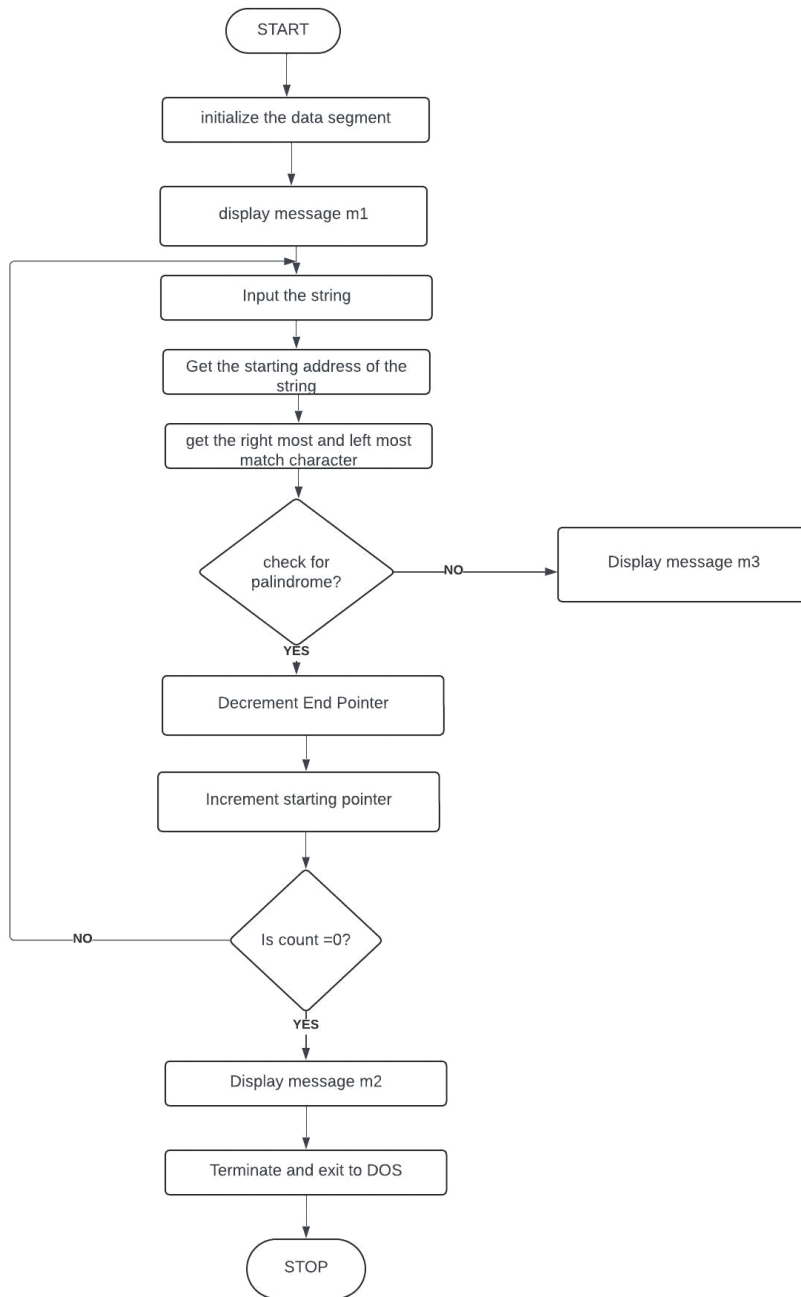 START
initialize the data segment
display message m1
Input the string
Get the starting address of the
string
get the right most and left most
match character
check for
palindrome?
NO
Display message m3
YES
Decrement End Pointer
Increment starting pointer
Is count =0?
NO
YES
Display message m2
Terminate and exit to DOS
STOP